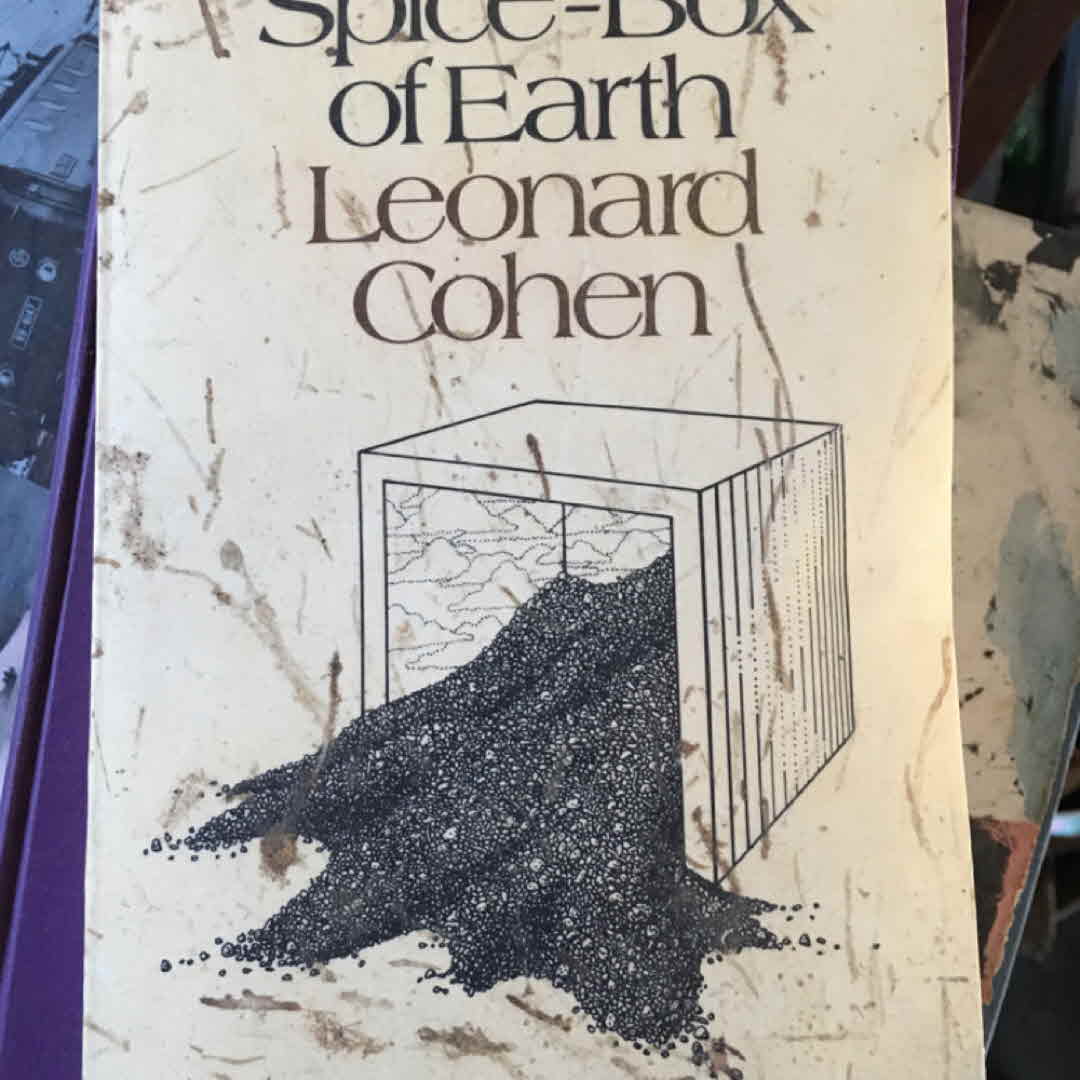 Spice-Box
of Earth
Leonard
Cohen